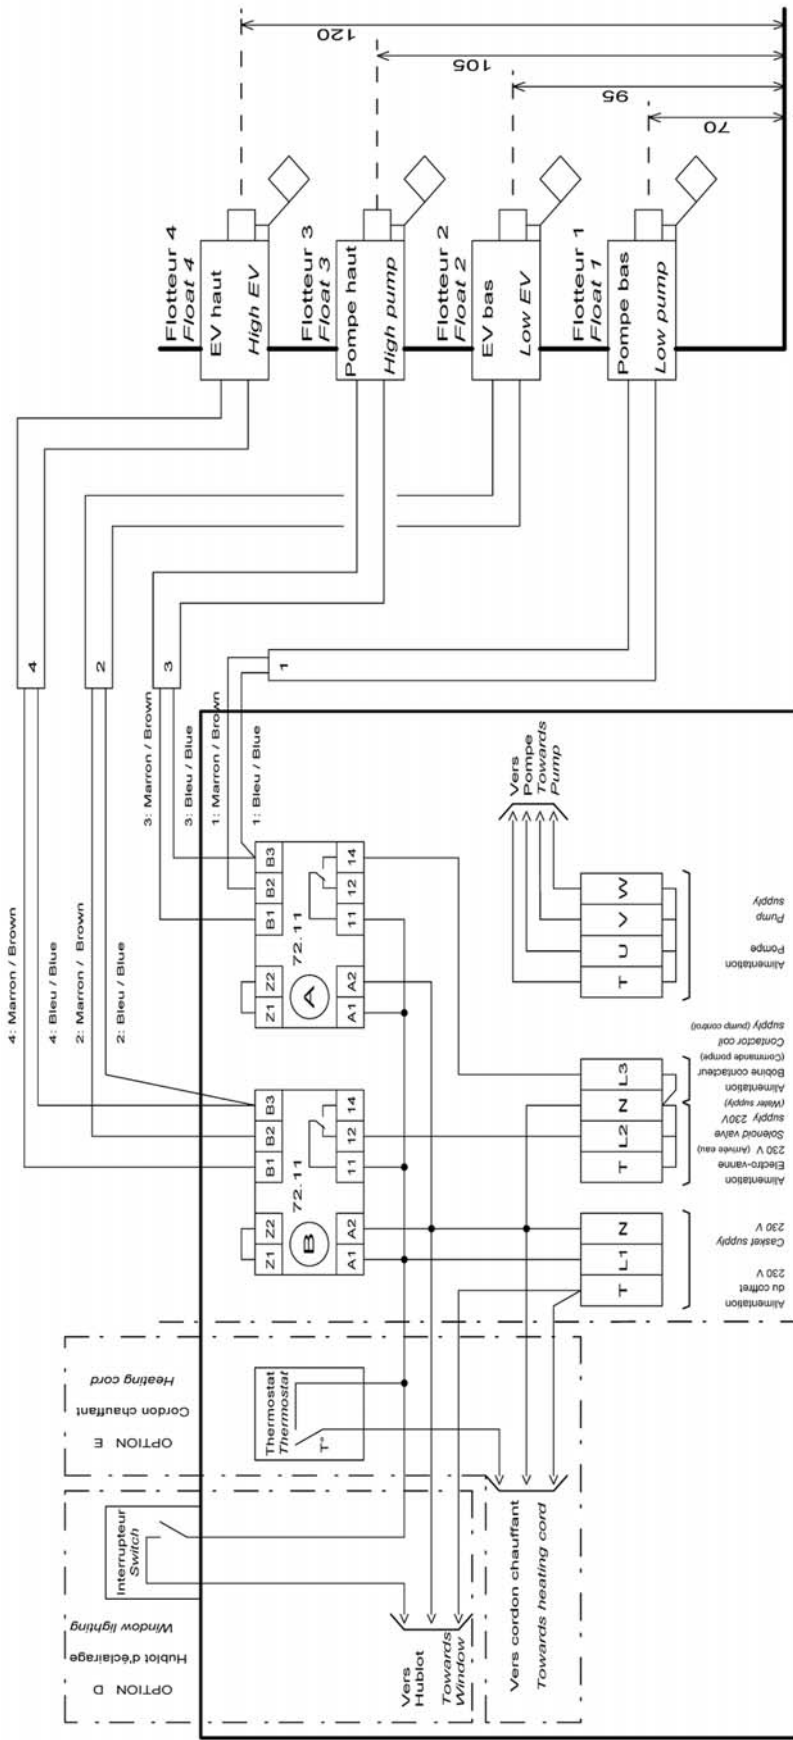 120
105
95
70
Flotteur 4
Float 4
EV haut
High EV
Flotteur 3
Float 3
Pompe haut
High pump
Flotteur 2
Float 2
EV bas
Low EV
Flotteur 1
Float 1
Pompe bas
Low pump
4
2
3
1
4: Marron / Brown
4: Bleu / Blue
2: Marron / Brown
2: Bleu / Blue
3: Marron / Brown
3: Bleu / Blue
1: Marron / Brown
1: Bleu / Blue
B1 B2 B3
72.11
A
Z1 Z2
A1 A2
11 12 14
B1 B2 B3
72.11
B
Z1 Z2
A1 A2
11 12 14
Vers
Pompe
Towards
Pump
T U V W
Alimentation
Pompe
Pump
supply
T L2 N L3
Alimentation
Bobine contacteur
(Commande pompe)
Contactor coil
supply (pump control)
Alimentation
Electro-vanne
230 V (Arrivée eau)
Solenoid valve
supply 230V
(Water supply)
T L1 N
Alimentation
du coffret
230 V
Casket supply
230 V
Thermostat
Thermostat
T°
OPTION E
Cordon chauffant
Heating cord
Interrupteur
Switch
OPTION D
Hublot d'éclairage
Window lighting
Vers
Hublot
Towards
Window
Vers cordon chauffant
Towards heating cord